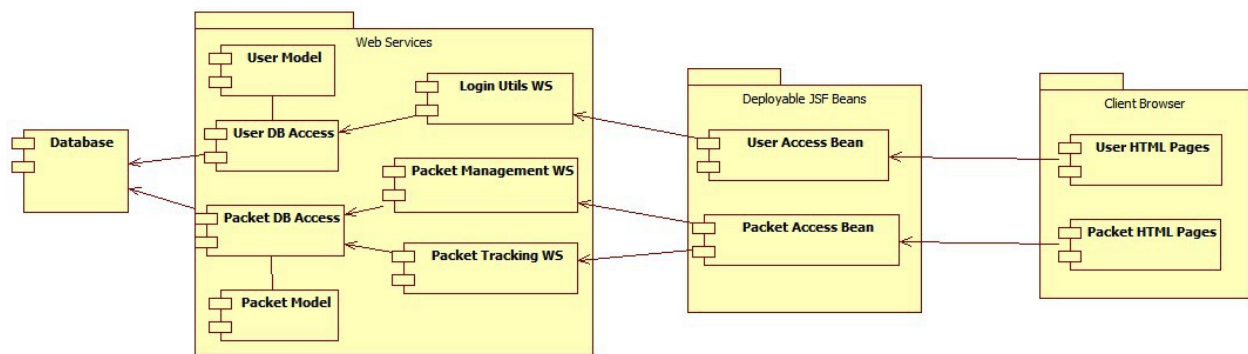 Web Services
User Model
Login Utils WS
Deployable JSF Beans
Client Browser
Database
User DB Access
User Access Bean
User HTML Pages
Packet Management WS
Packet DB Access
Packet Access Bean
Packet HTML Pages
Packet Tracking WS
Packet Model